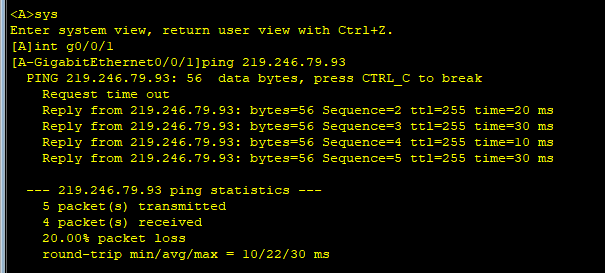 <A>sys
Enter system view, return user view with Ctrl+Z.
[A]int g0/0/1
[A-GigabitEthernet0/0/1]ping 219.246.79.93
PING 219.246.79.93: 56  data bytes, press CTRL_C to break
Request time out
Reply from 219.246.79.93: bytes=56 Sequence=2 ttl=255 time=20 ms
Reply from 219.246.79.93: bytes=56 Sequence=3 ttl=255 time=30 ms
Reply from 219.246.79.93: bytes=56 Sequence=4 ttl=255 time=10 ms
Reply from 219.246.79.93: bytes=56 Sequence=5 ttl=255 time=30 ms
--- 219.246.79.93 ping statistics ---
5 packet(s) transmitted
4 packet(s) received
20.00% packet loss
round-trip min/avg/max = 10/22/30 ms